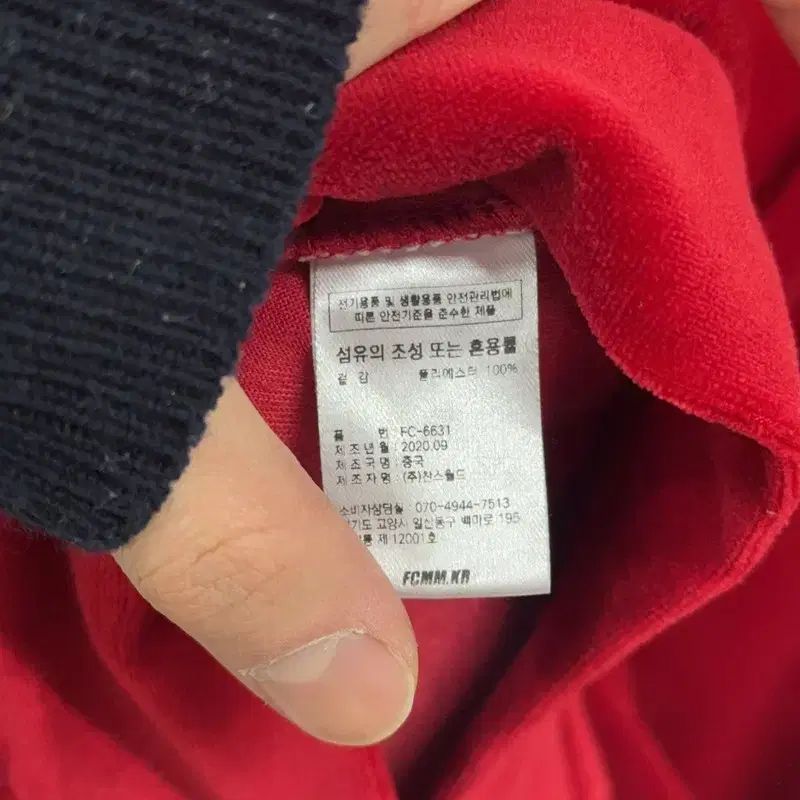 전기용품 및 생활용품 안전관리법에
따른 안전기준을 준수한 제품
섬유의 조성 또는 혼용률
겉 감 폴리에스터 100%
품 번 FC-6631
제 조 년 월 : 2020.09
제 조 국 명 : 중국
제 조 자 명 : (주)찬스월드
소비자상담실 : 070-4944-7513
고양시 일산동구 백마로 195
제 12001호
FCMM.KR